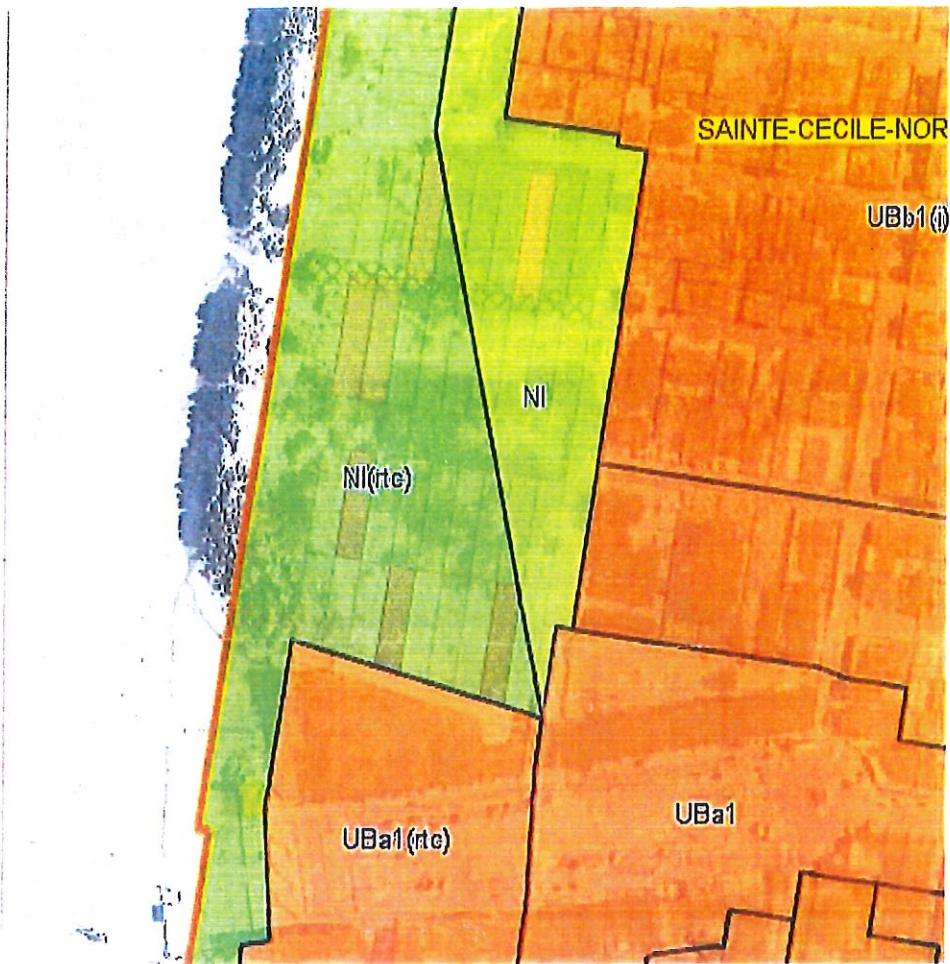 SAINTE-CECILE-NOR
UBb1(j)
Nl
Nl(rtc)
UBa1
UBa1(rtc)